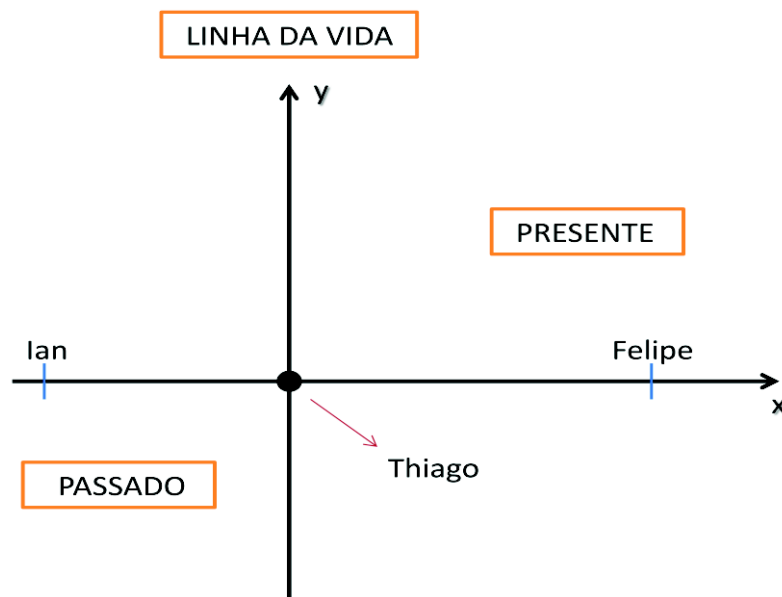 LINHA DA VIDA
y
PRESENTE
Ian
Felipe
x
Thiago
PASSADO